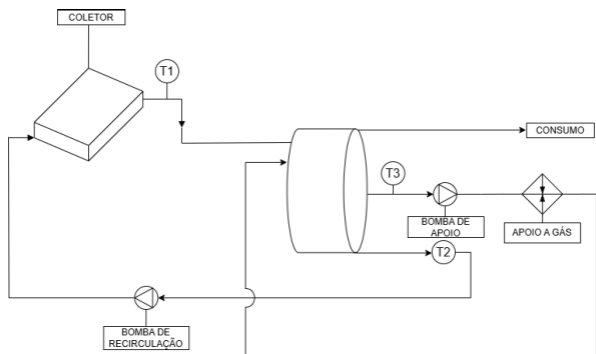 COLETOR
T1
CONSUMO
T3
BOMBA DE
APOIO
APOIO A GÁS
T2
BOMBA DE
RECIRCULAÇÃO